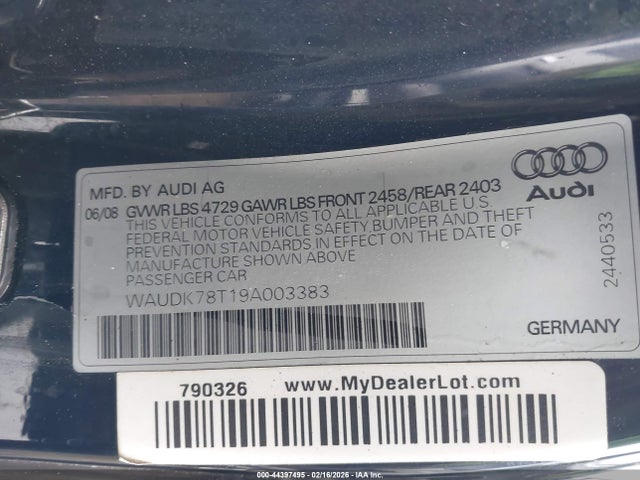 MFD. BY AUDI AG
06/08 GVWR LBS 4729 GAWR LBS FRONT 2458/REAR 2403
THIS VEHICLE CONFORMS TO ALL APPLICABLE U.S.
FEDERAL MOTOR VEHICLE SAFETY BUMPER AND THEFT
PREVENTION STANDARDS IN EFFECT ON THE DATE OF
MANUFACTURE SHOWN ABOVE
PASSENGER CAR
WAUDK78T19A003383
Audi
2440533
GERMANY
790326 www.MyDealerLot.com
000-44397495 - 02/16/2026 - IAAI, Inc.